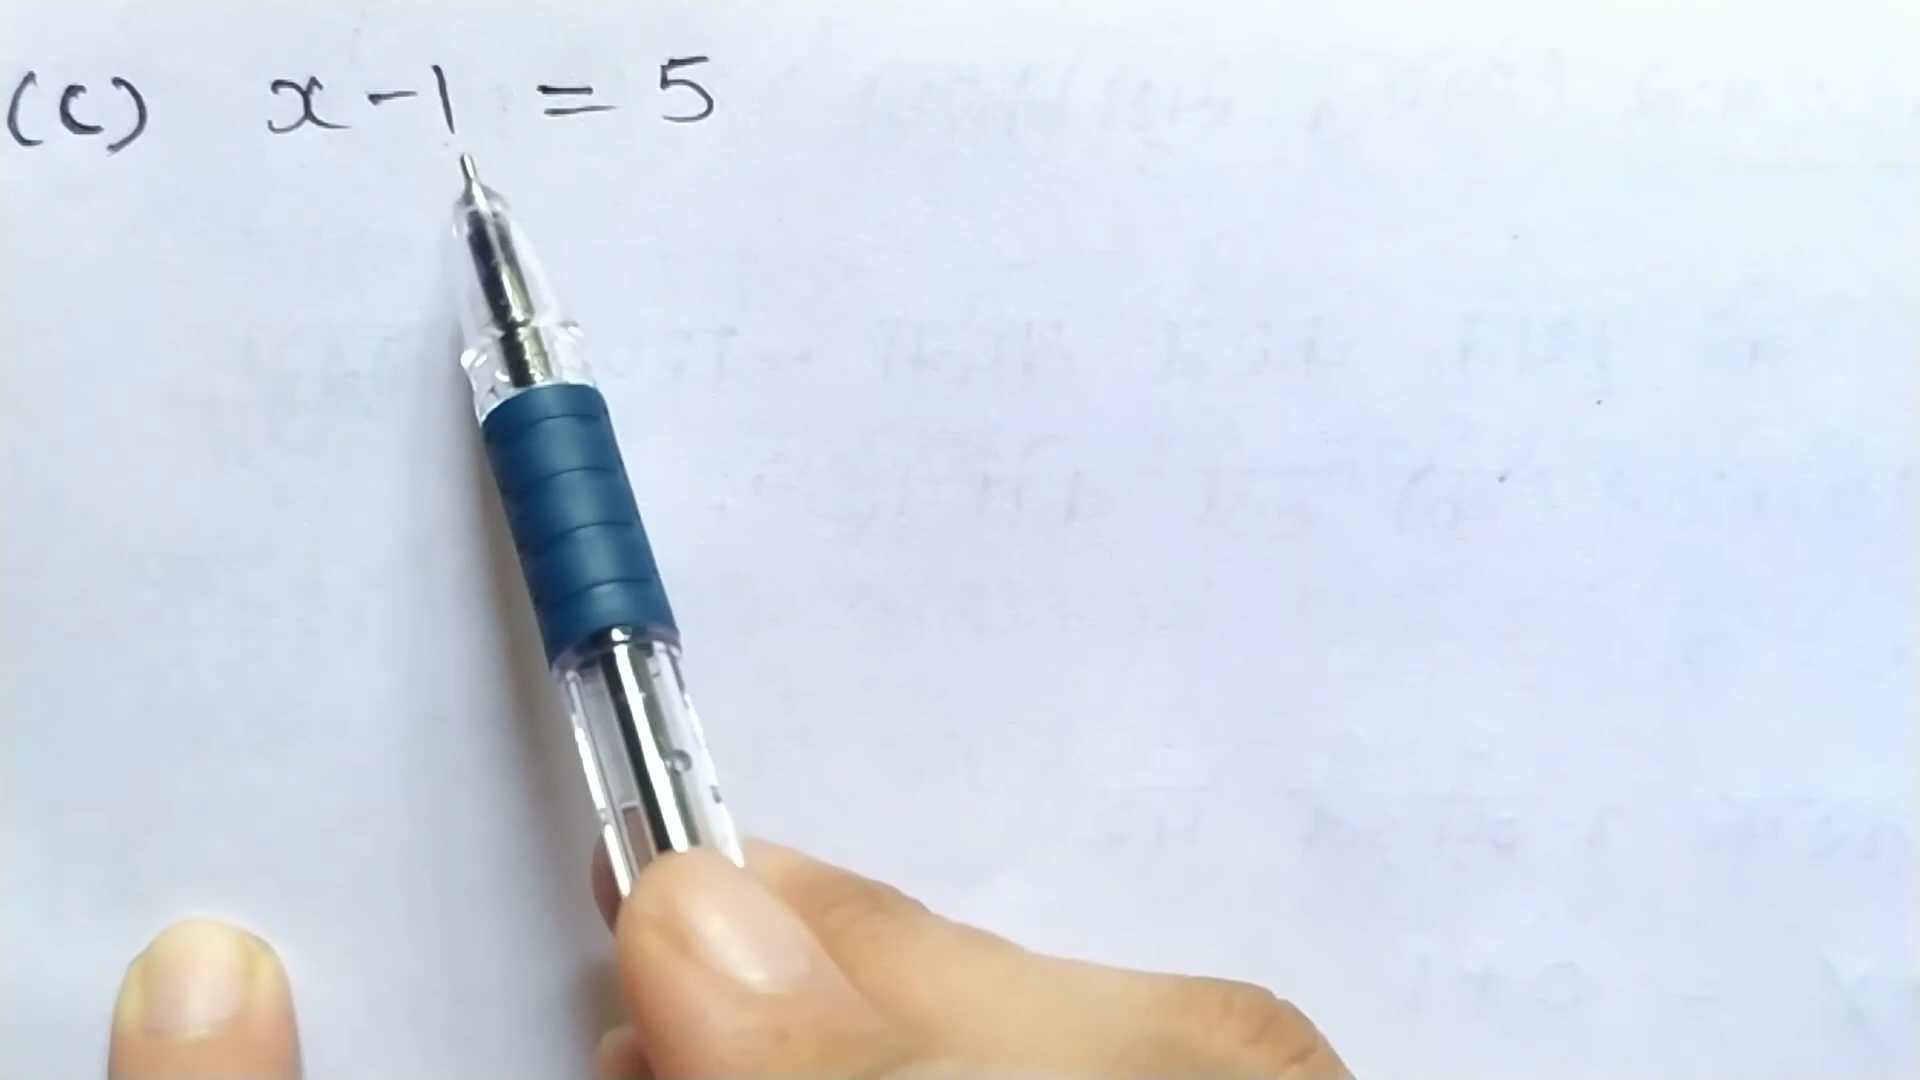 (c) x - 1 = 5